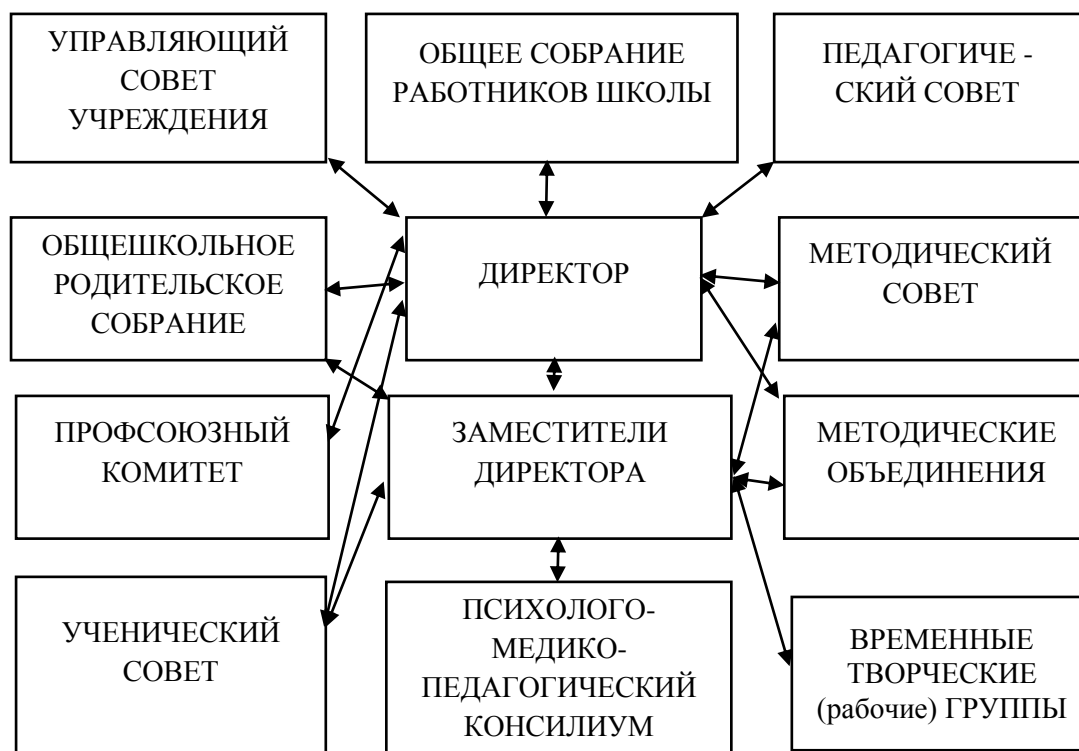 УПРАВЛЯЮЩИЙ
СОВЕТ
УЧРЕЖДЕНИЯ
ОБЩЕЕ СОБРАНИЕ
РАБОТНИКОВ ШКОЛЫ
ПЕДАГОГИЧЕ -
СКИЙ СОВЕТ
ОБЩЕШКОЛЬНОЕ
РОДИТЕЛЬСКОЕ
СОБРАНИЕ
ДИРЕКТОР
МЕТОДИЧЕСКИЙ
СОВЕТ
ПРОФСОЮЗНЫЙ
КОМИТЕТ
ЗАМЕСТИТЕЛИ
ДИРЕКТОРА
МЕТОДИЧЕСКИЕ
ОБЪЕДИНЕНИЯ
УЧЕНИЧЕСКИЙ
СОВЕТ
ПСИХОЛОГО-
МЕДИКО-
ПЕДАГОГИЧЕСКИЙ
КОНСИЛИУМ
ВРЕМЕННЫЕ
ТВОРЧЕСКИЕ
(рабочие) ГРУППЫ